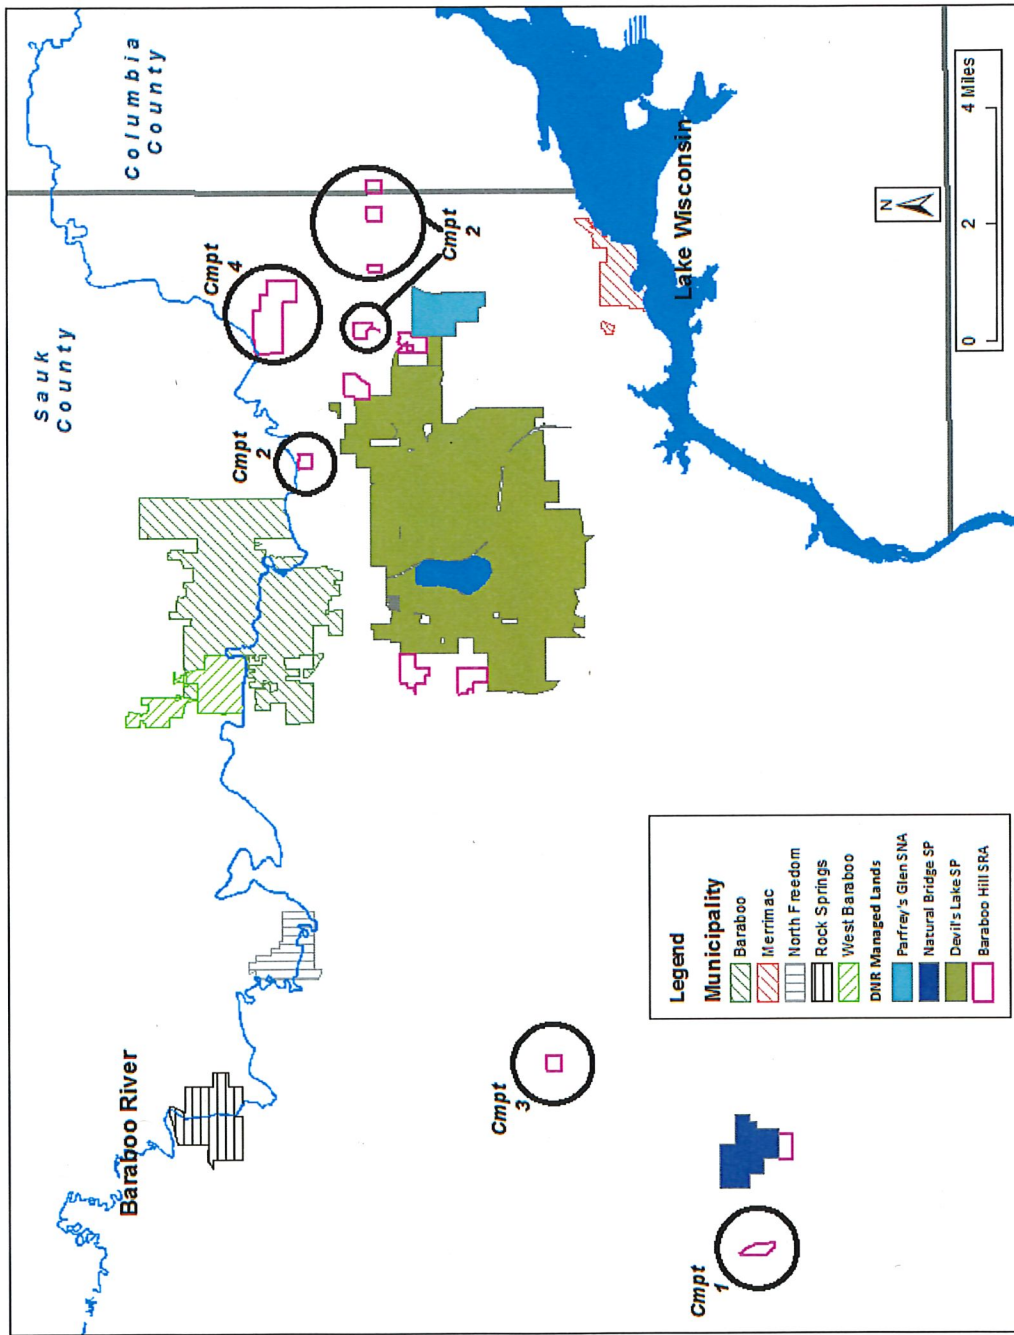 Baraboo River
Sauk
County
Columbia
County
Cmpt
4
Cmpt
2
Cmpt
2
Cmpt
3
Cmpt
1
Lake Wisconsin
N
0 2 4 Miles
Legend
Municipality
Baraboo
Merrimac
North Freedom
Rock Springs
West Baraboo
DNR Managed Lands
Parfrey's Glen SNA
Natural Bridge SP
Devil's Lake SP
Baraboo Hill SRA